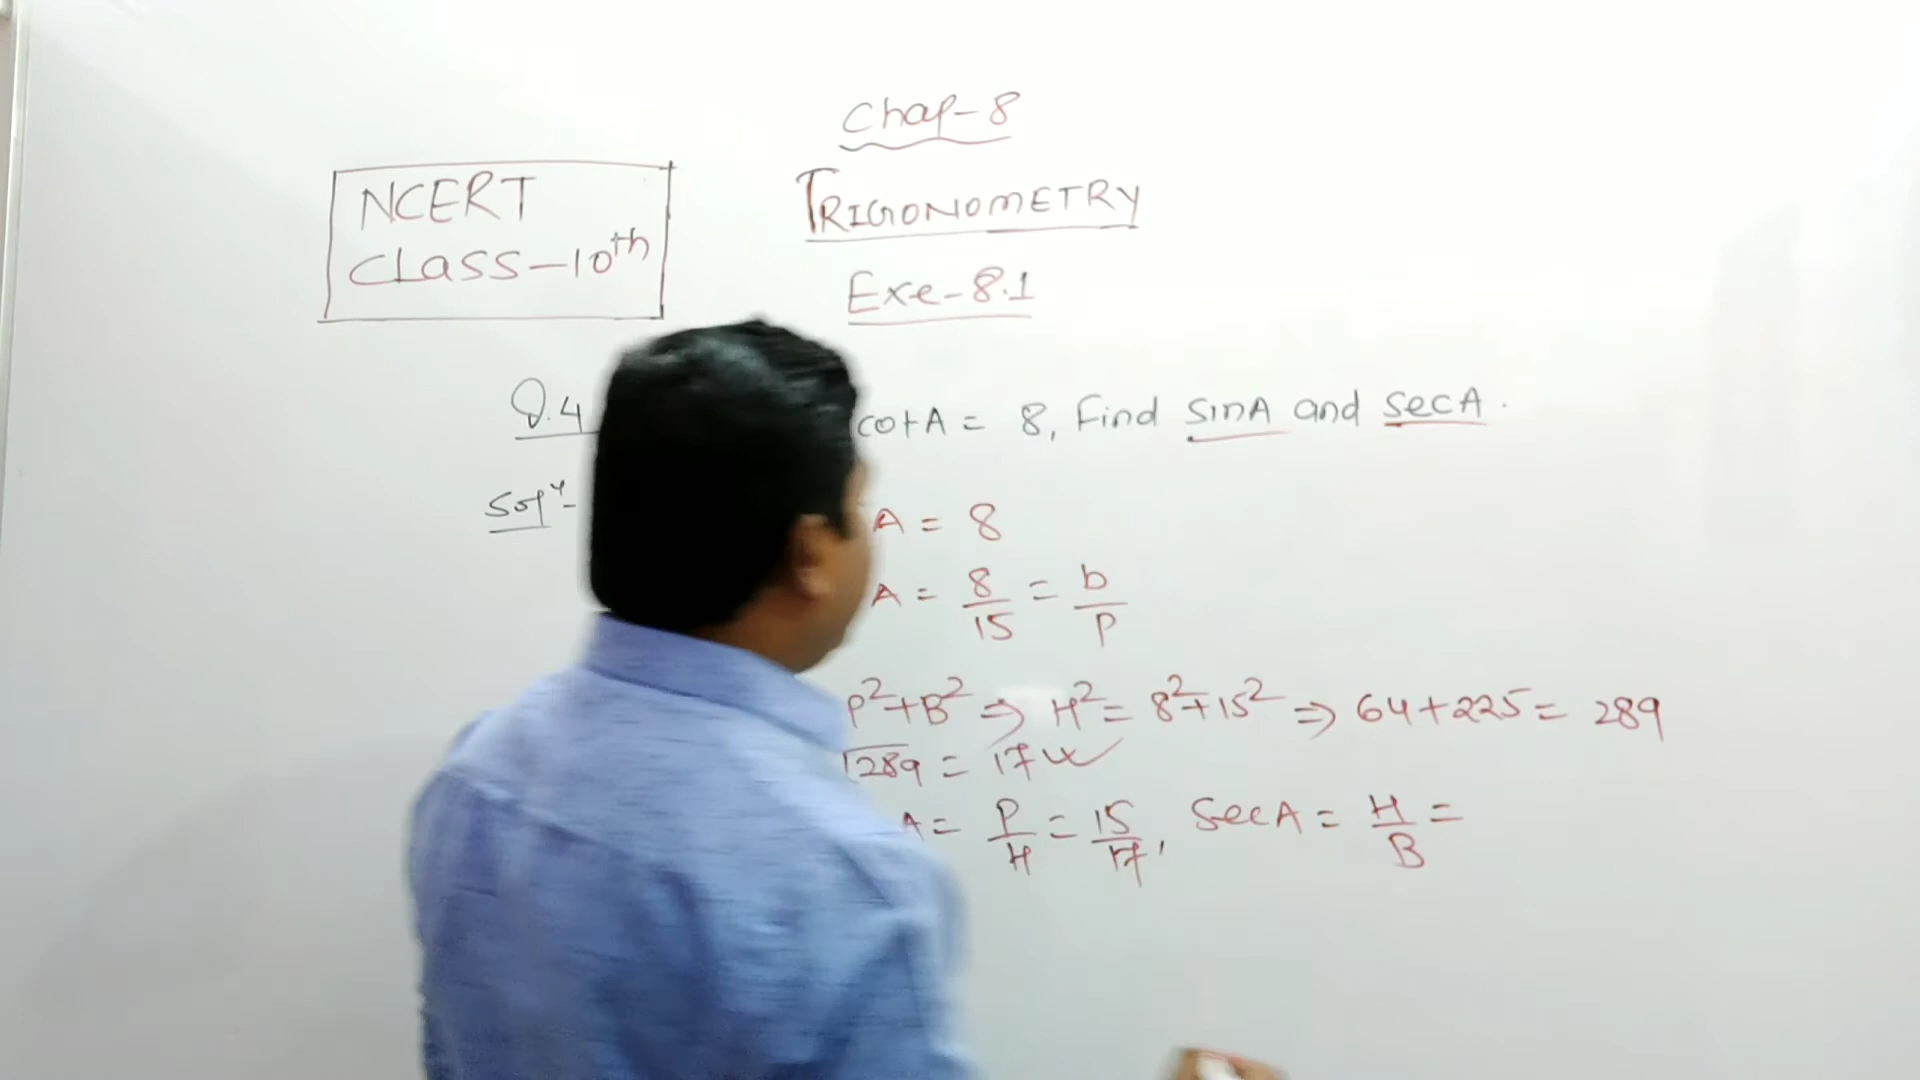 Chap-8
NCERT
CLASS-10th
TRIGONOMETRY
Exe-8.1
Q.4 cotA = 8, Find sinA and secA.
Sol^n-
A = 8
A = 8/15 = b/P
P²+B² ⇒ H² = 8²+15² ⇒ 64+225 = 289
√289 = 17
A = P/H = 15/17, SecA = H/B =